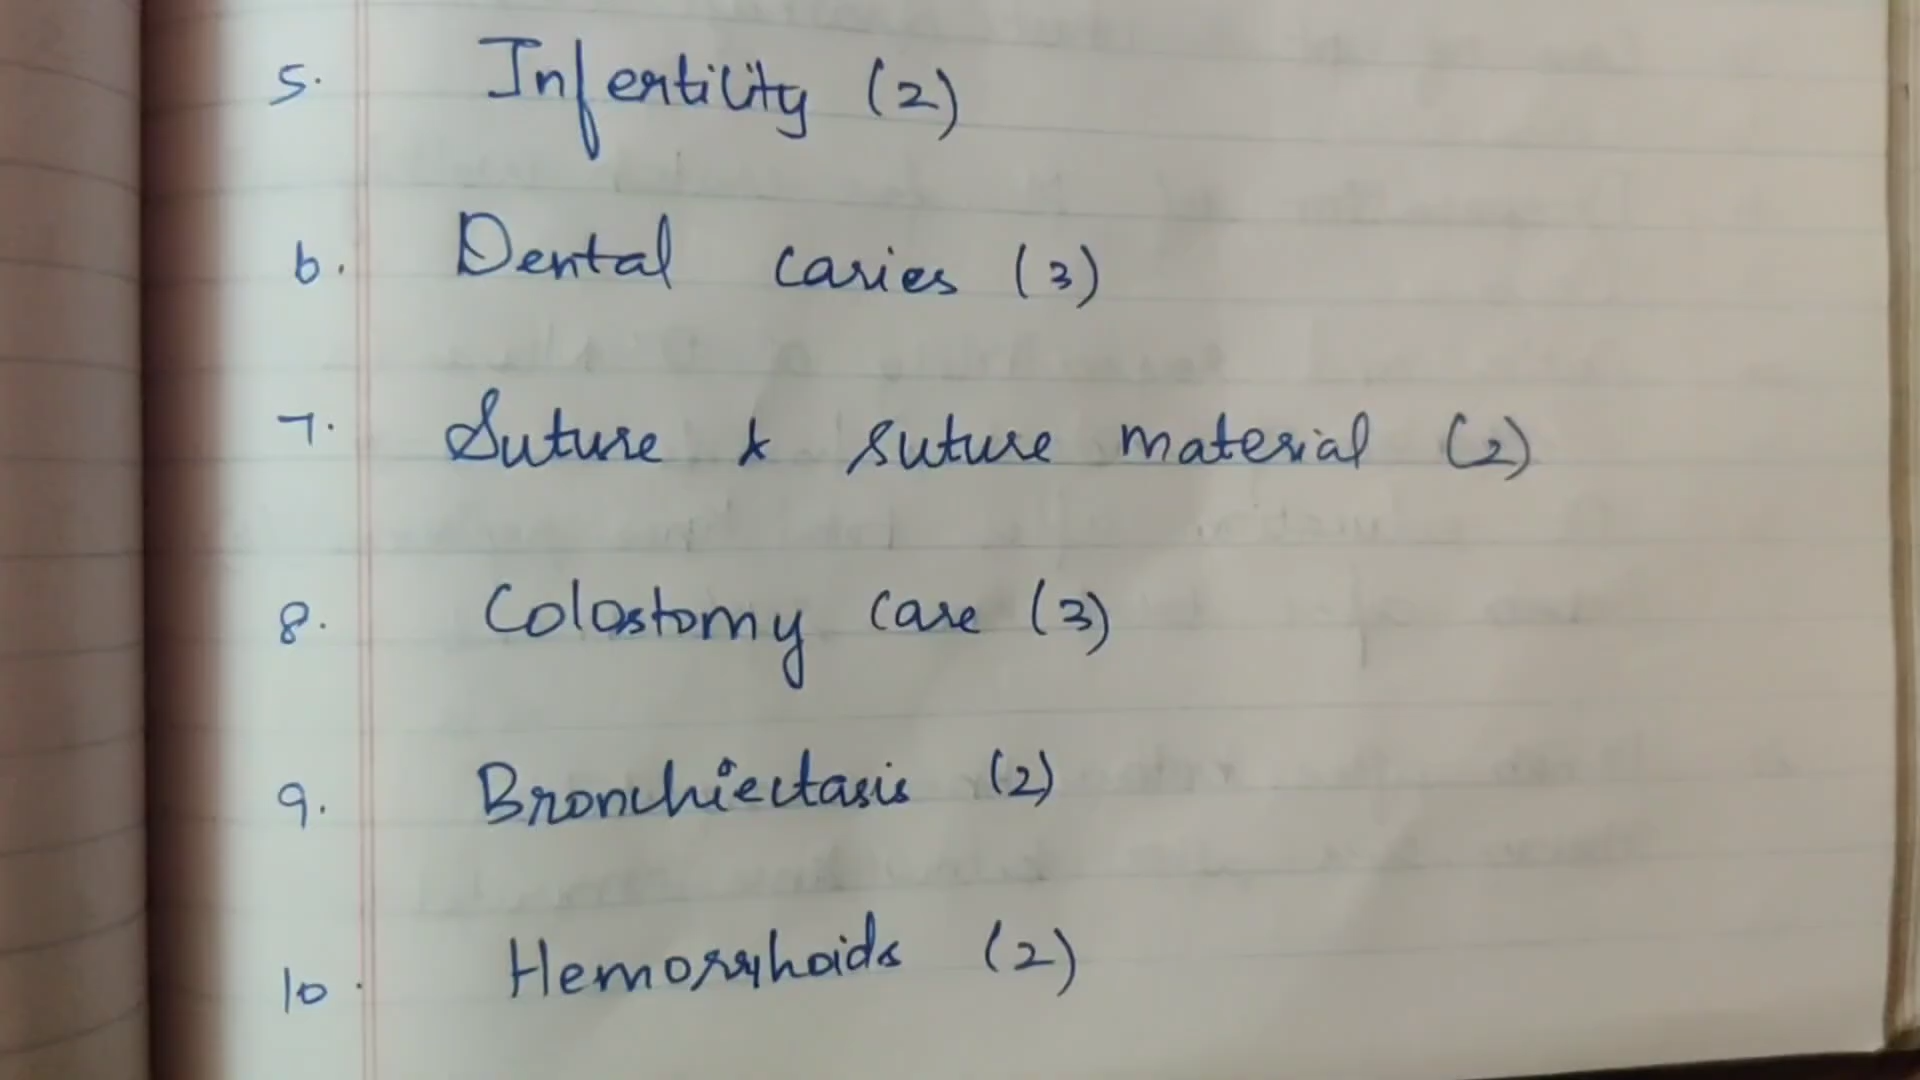 5. Infertility (2)
6. Dental caries (3)
7. Suture & suture material (2)
8. Colostomy care (3)
9. Bronchiectasis (2)
10. Hemorrhoids (2)